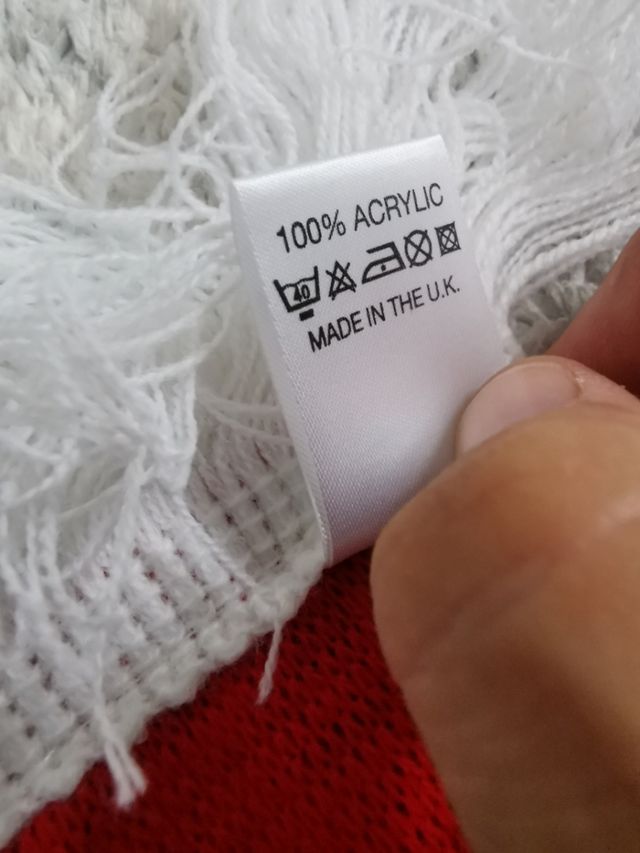 100% ACRYLIC
40
MADE IN THE U.K.